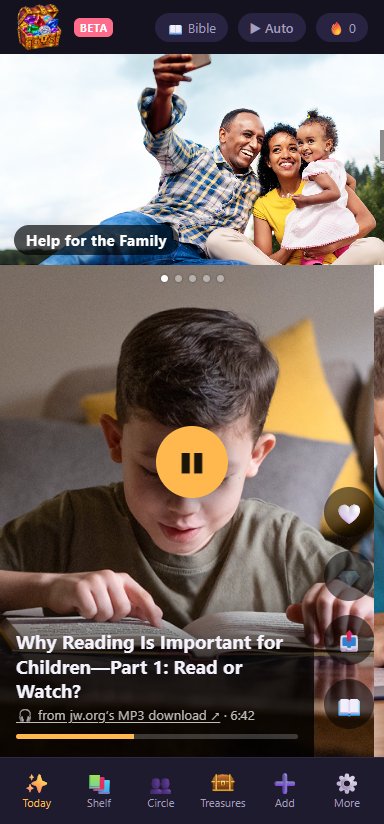 BETA
📖 Bible
▶ Auto
🔥 0
Help for the Family
Why Reading Is Important for
Children—Part 1: Read or
Watch?
🎧 from jw.org's MP3 download ↗ · 6:42
Today
Shelf
Circle
Treasures
Add
More